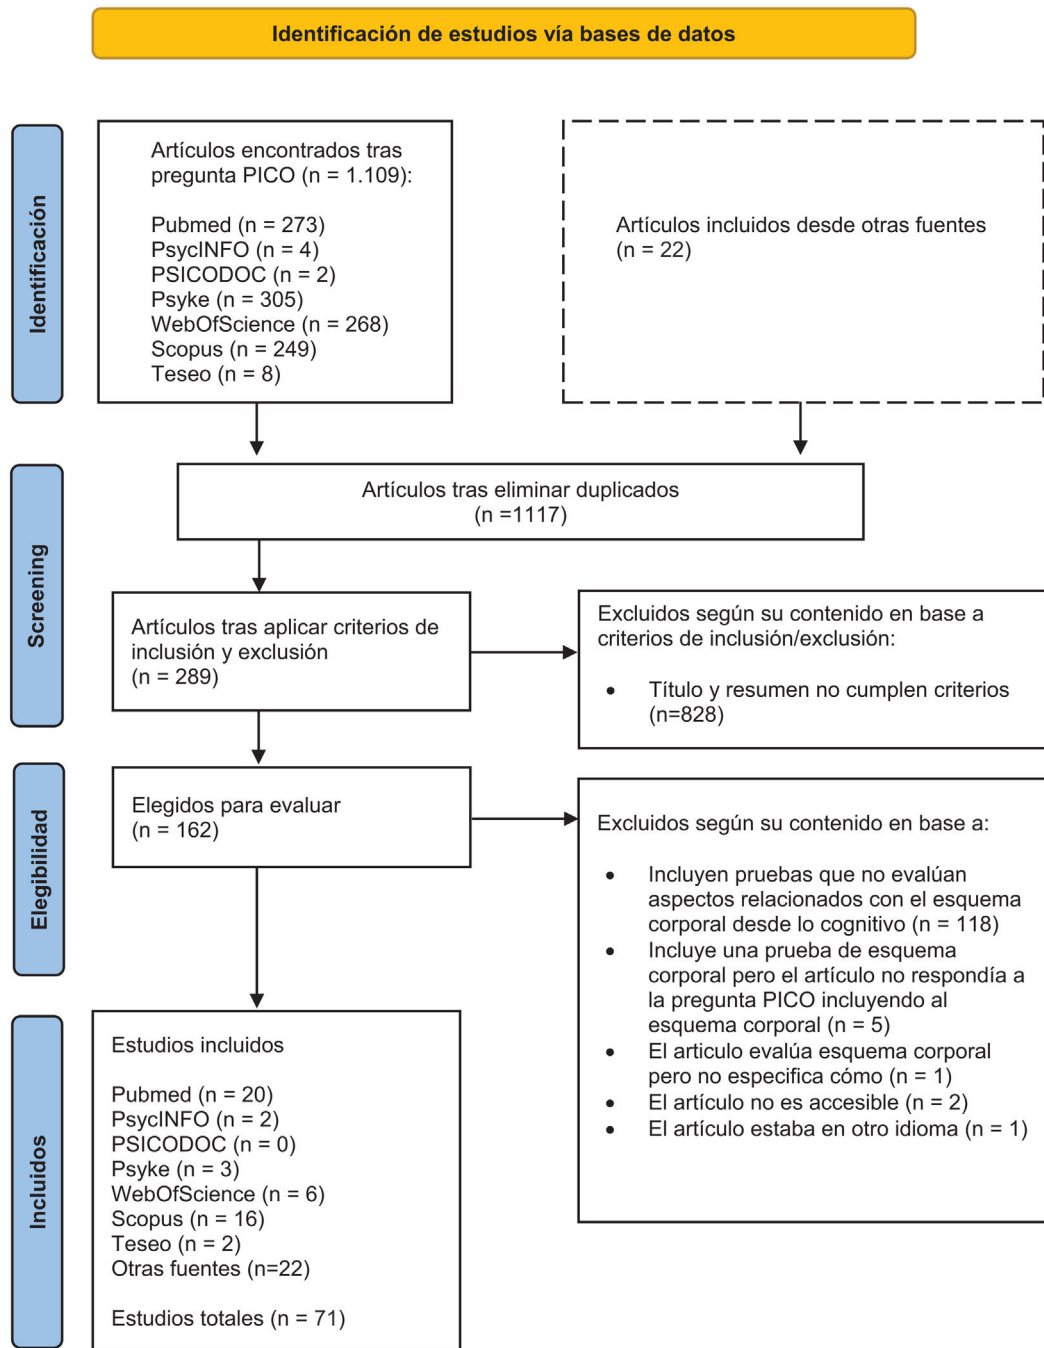 Identificación de estudios vía bases de datos
Identificación
Artículos encontrados tras
pregunta PICO (n = 1.109):
Pubmed (n = 273)
PsycINFO (n = 4)
PSICODOC (n = 2)
Psyke (n = 305)
WebOfScience (n = 268)
Scopus (n = 249)
Teseo (n = 8)
Artículos incluidos desde otras fuentes
(n = 22)
Screening
Artículos tras eliminar duplicados
(n =1117)
Artículos tras aplicar criterios de
inclusión y exclusión
(n = 289)
Excluidos según su contenido en base a
criterios de inclusión/exclusión:
• Título y resumen no cumplen criterios
(n=828)
Elegibilidad
Elegidos para evaluar
(n = 162)
Excluidos según su contenido en base a:
• Incluyen pruebas que no evalúan
aspectos relacionados con el esquema
corporal desde lo cognitivo (n = 118)
• Incluye una prueba de esquema
corporal pero el artículo no respondía a
la pregunta PICO incluyendo al
esquema corporal (n = 5)
• El articulo evalúa esquema corporal
pero no especifica cómo (n = 1)
• El artículo no es accesible (n = 2)
• El artículo estaba en otro idioma (n = 1)
Incluidos
Estudios incluidos
Pubmed (n = 20)
PsycINFO (n = 2)
PSICODOC (n = 0)
Psyke (n = 3)
WebOfScience (n = 6)
Scopus (n = 16)
Teseo (n = 2)
Otras fuentes (n=22)
Estudios totales (n = 71)